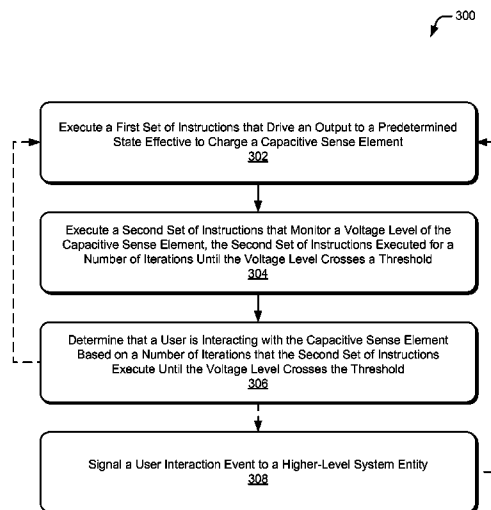 300
Execute a First Set of Instructions that Drive an Output to a Predetermined
State Effective to Charge a Capacitive Sense Element
302
Execute a Second Set of Instructions that Monitor a Voltage Level of the
Capacitive Sense Element, the Second Set of Instructions Executed for a
Number of Iterations Until the Voltage Level Crosses a Threshold
304
Determine that a User is Interacting with the Capacitive Sense Element
Based on a Number of Iterations that the Second Set of Instructions
Execute Until the Voltage Level Crosses the Threshold
306
Signal a User Interaction Event to a Higher-Level System Entity
308